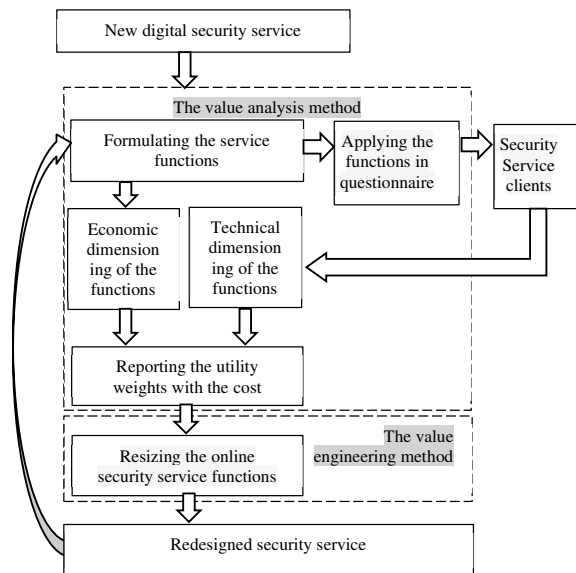 New digital security service
The value analysis method
Formulating the service
functions
Applying the
functions in
questionnaire
Security
Service
clients
Economic
dimension
ing of the
functions
Technical
dimension
ing of the
functions
Reporting the utility
weights with the cost
The value
engineering method
Resizing the online
security service functions
Redesigned security service